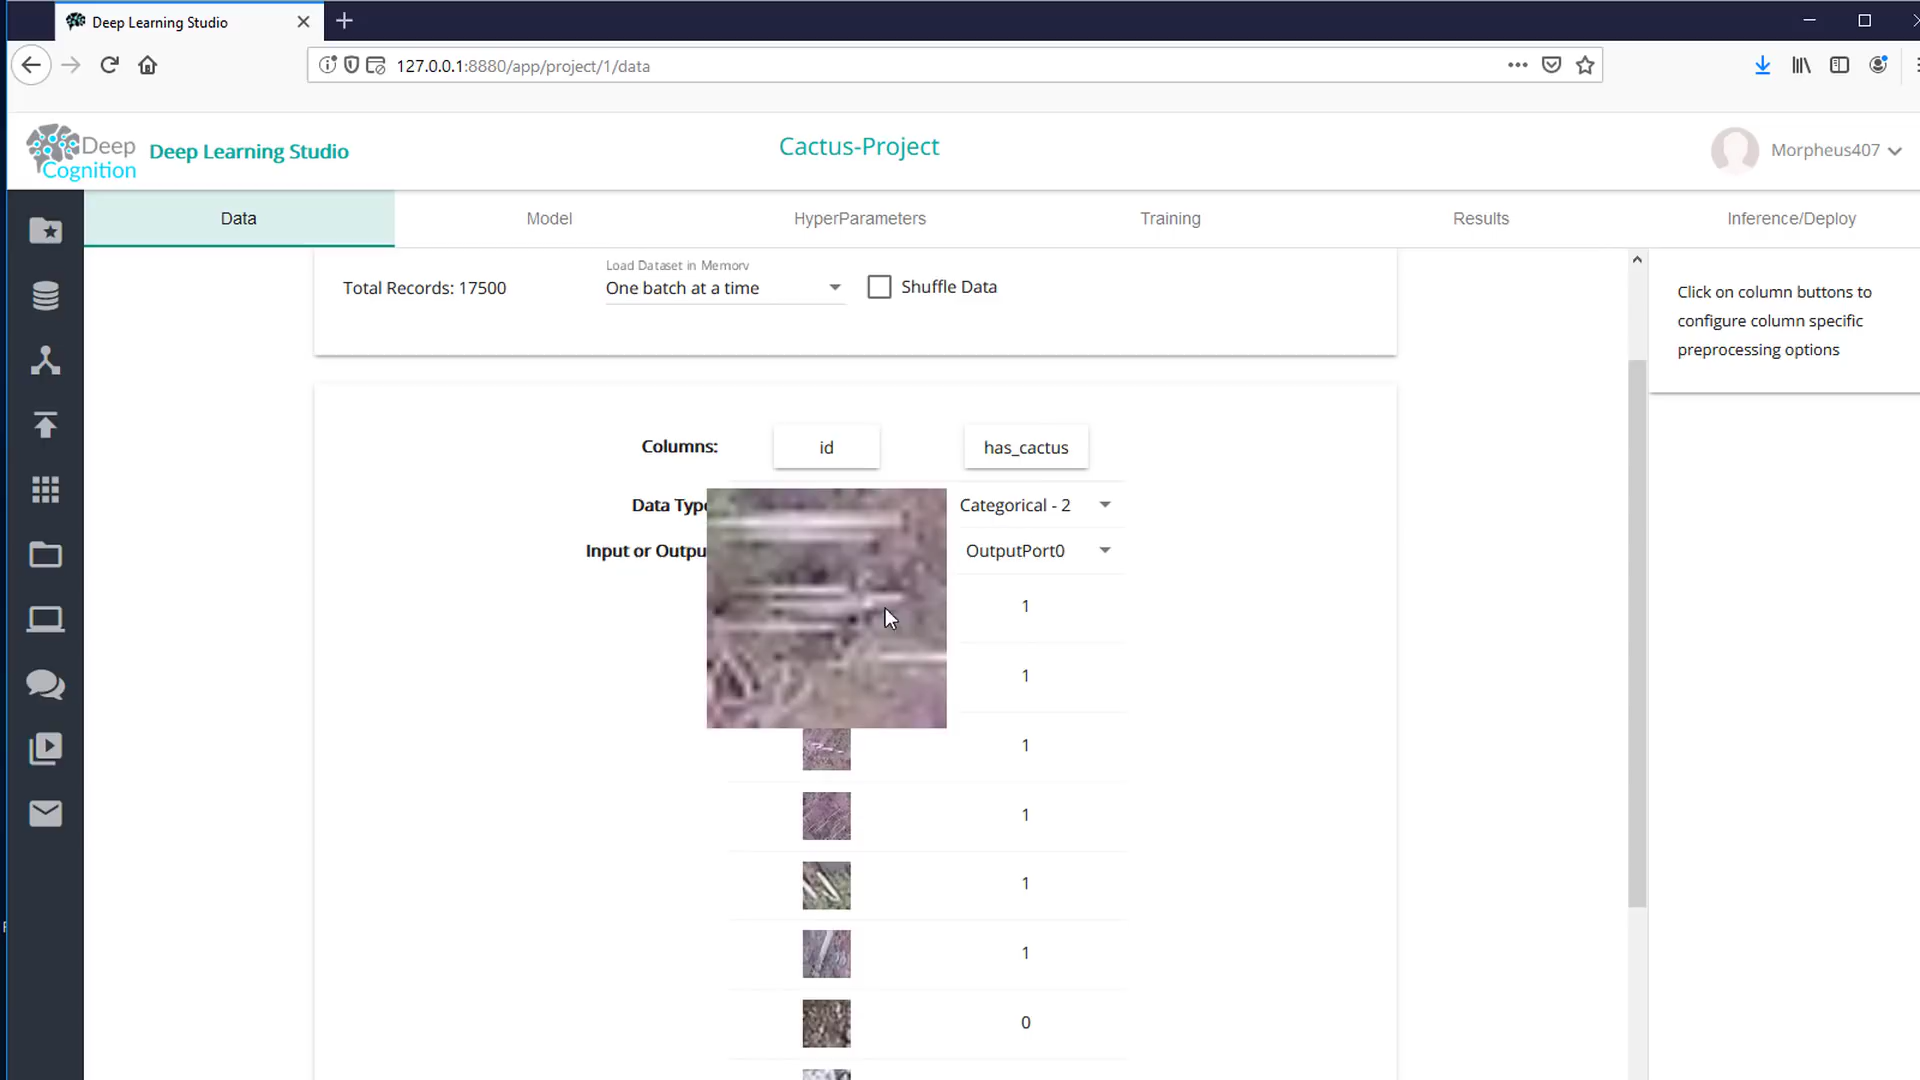 Deep Learning Studio
127.0.0.1:8880/app/project/1/data
Deep
Cognition
Deep Learning Studio
Cactus-Project
Morpheus407
Data
Model
HyperParameters
Training
Results
Inference/Deploy
Load Dataset in Memory
Total Records: 17500
One batch at a time
Shuffle Data
Click on column buttons to
configure column specific
preprocessing options
Columns:
id
has_cactus
Data Type
Categorical - 2
Input or Outpu
OutputPort0
1
1
1
1
1
1
0